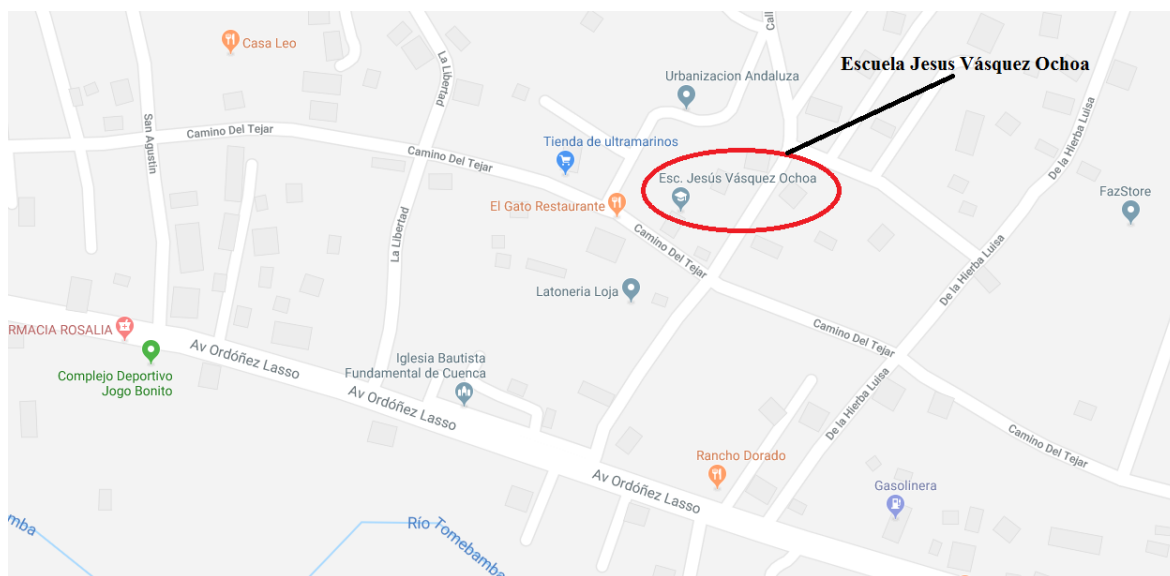 Call
Casa Leo
La Libertad
Escuela Jesus Vásquez Ochoa
Urbanizacion Andaluza
San Agustin
Camino Del Tejar
De la Hierba Luisa
Tienda de ultramarinos
Camino Del Tejar
Esc. Jesús Vásquez Ochoa
FazStore
El Gato Restaurante
La Libertad
Camino Del Tejar
De la Hierba Luisa
Latoneria Loja
RMACIA ROSALIA
Camino Del Tejar
Av Ordóñez Lasso
Iglesia Bautista
Fundamental de Cuenca
Complejo Deportivo
Jogo Bonito
Av Ordóñez Lasso
De la Hierba Luisa
Camino Del Tejar
Rancho Dorado
Av Ordóñez Lasso
Gasolinera
mba
Río Tomebamba